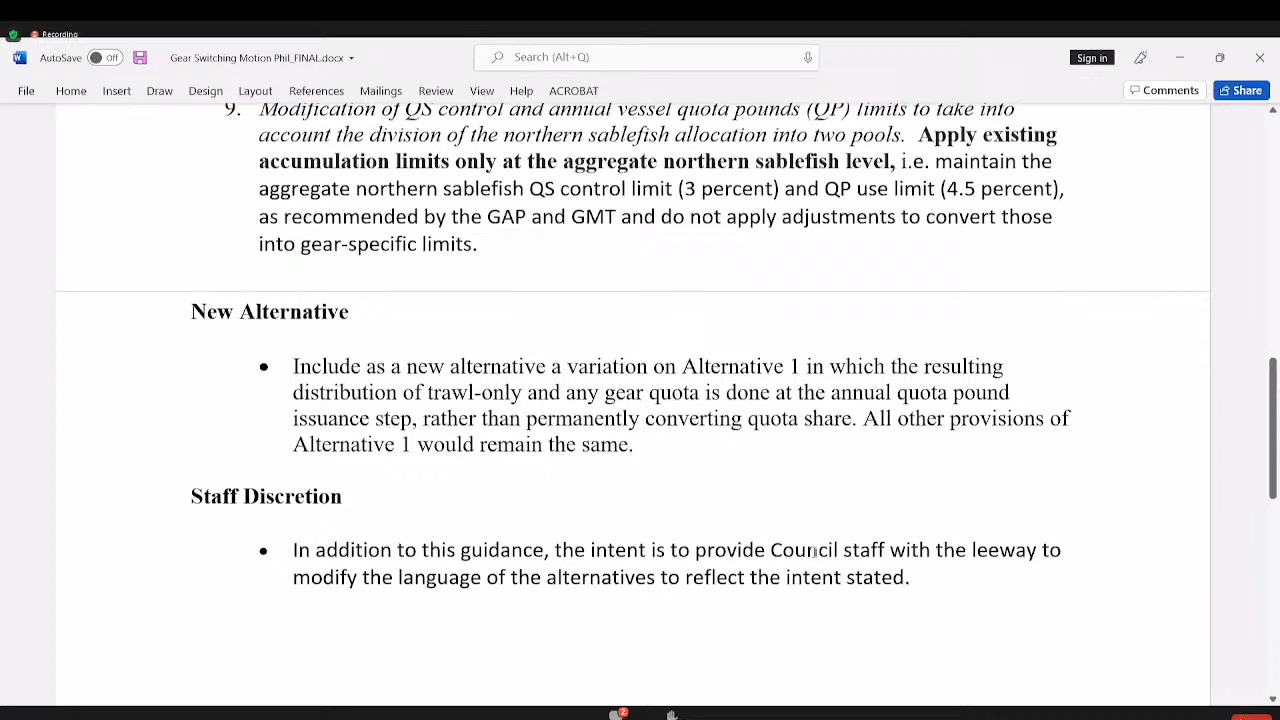 Recording
AutoSave Off Gear Switching Motion Phil_FINAL.docx Search (Alt+Q) Sign in
File Home Insert Draw Design Layout References Mailings Review View Help ACROBAT Comments Share
9. Modification of QS control and annual vessel quota pounds (QP) limits to take into
account the division of the northern sablefish allocation into two pools. Apply existing
accumulation limits only at the aggregate northern sablefish level, i.e. maintain the
aggregate northern sablefish QS control limit (3 percent) and QP use limit (4.5 percent),
as recommended by the GAP and GMT and do not apply adjustments to convert those
into gear-specific limits.
New Alternative
• Include as a new alternative a variation on Alternative 1 in which the resulting
distribution of trawl-only and any gear quota is done at the annual quota pound
issuance step, rather than permanently converting quota share. All other provisions of
Alternative 1 would remain the same.
Staff Discretion
• In addition to this guidance, the intent is to provide Council staff with the leeway to
modify the language of the alternatives to reflect the intent stated.
2